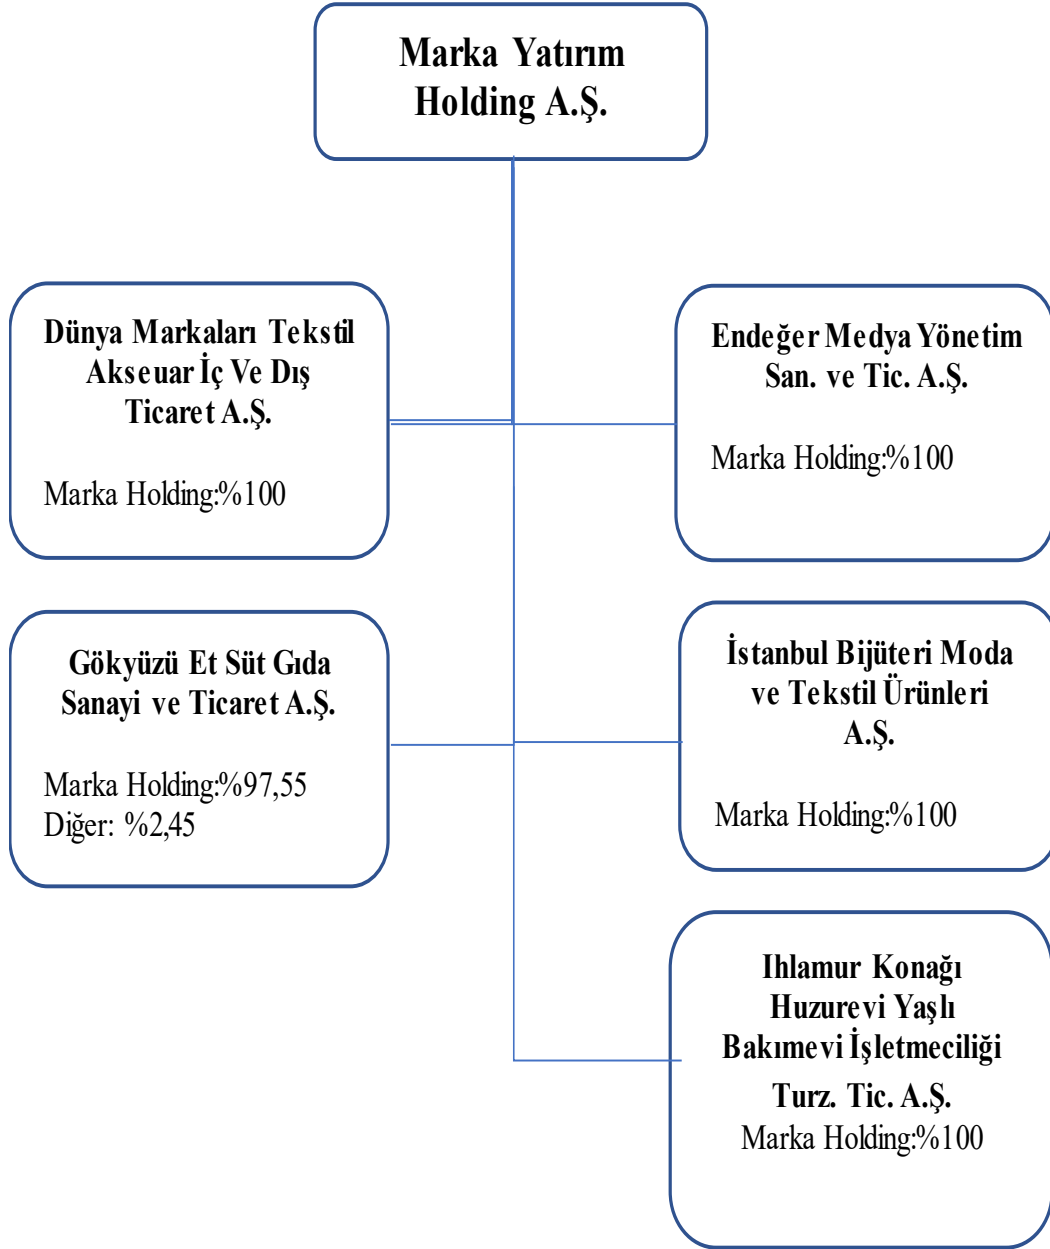 Marka Yatırım
Holding A.Ş.
Dünya Markaları Tekstil
Akseuar İç Ve Dış
Ticaret A.Ş.
Marka Holding:%100
Endeğer Medya Yönetim
San. ve Tic. A.Ş.
Marka Holding:%100
Gökyüzü Et Süt Gıda
Sanayi ve Ticaret A.Ş.
Marka Holding:%97,55
Diğer: %2,45
İstanbul Bijüteri Moda
ve Tekstil Ürünleri
A.Ş.
Marka Holding:%100
Ihlamur Konağı
Huzurevi Yaşlı
Bakımevi İşletmeciliği
Turz. Tic. A.Ş.
Marka Holding:%100